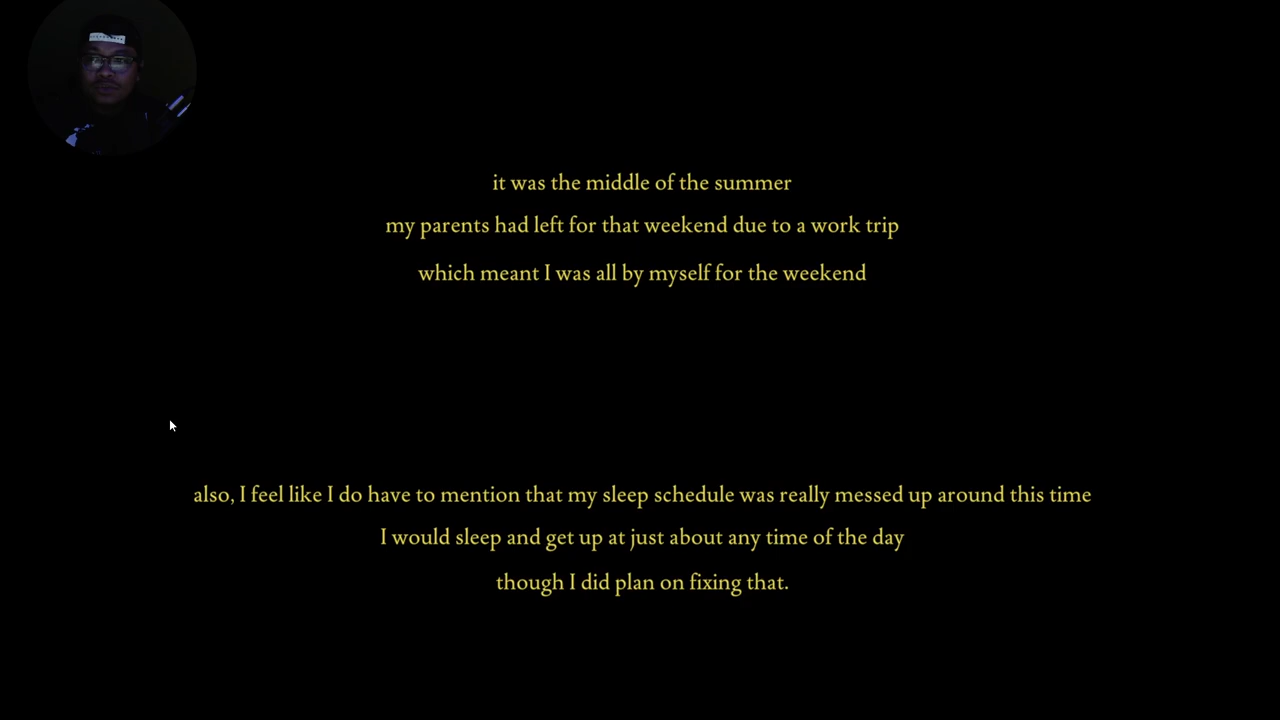 it was the middle of the summer
my parents had left for that weekend due to a work trip
which meant I was all by myself for the weekend
also, I feel like I do have to mention that my sleep schedule was really messed up around this time
I would sleep and get up at just about any time of the day
though I did plan on fixing that.